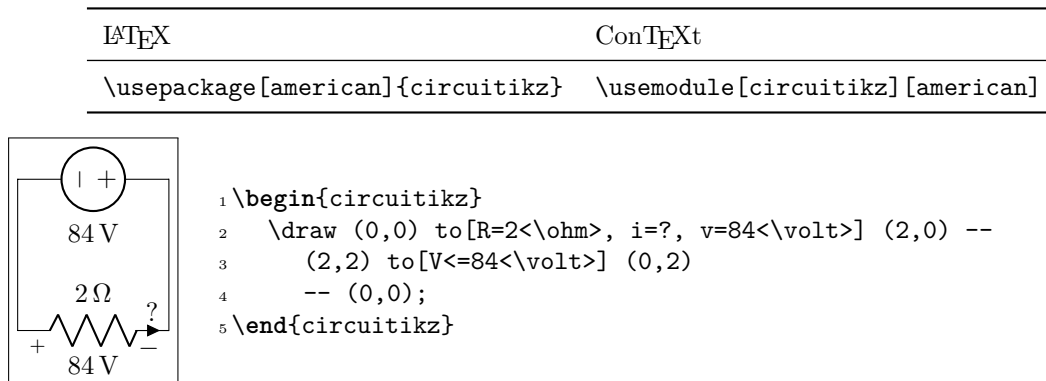 LATEX ConTEXt
\usepackage[american]{circuitikz} \usemodule[circuitikz][american]
− +
84 V
2 Ω
?
+ −
84 V
1 \begin{circuitikz}
2 \draw (0,0) to[R=2<\ohm>, i=?, v=84<\volt>] (2,0) --
3 (2,2) to[V<=84<\volt>] (0,2)
4 -- (0,0);
5 \end{circuitikz}